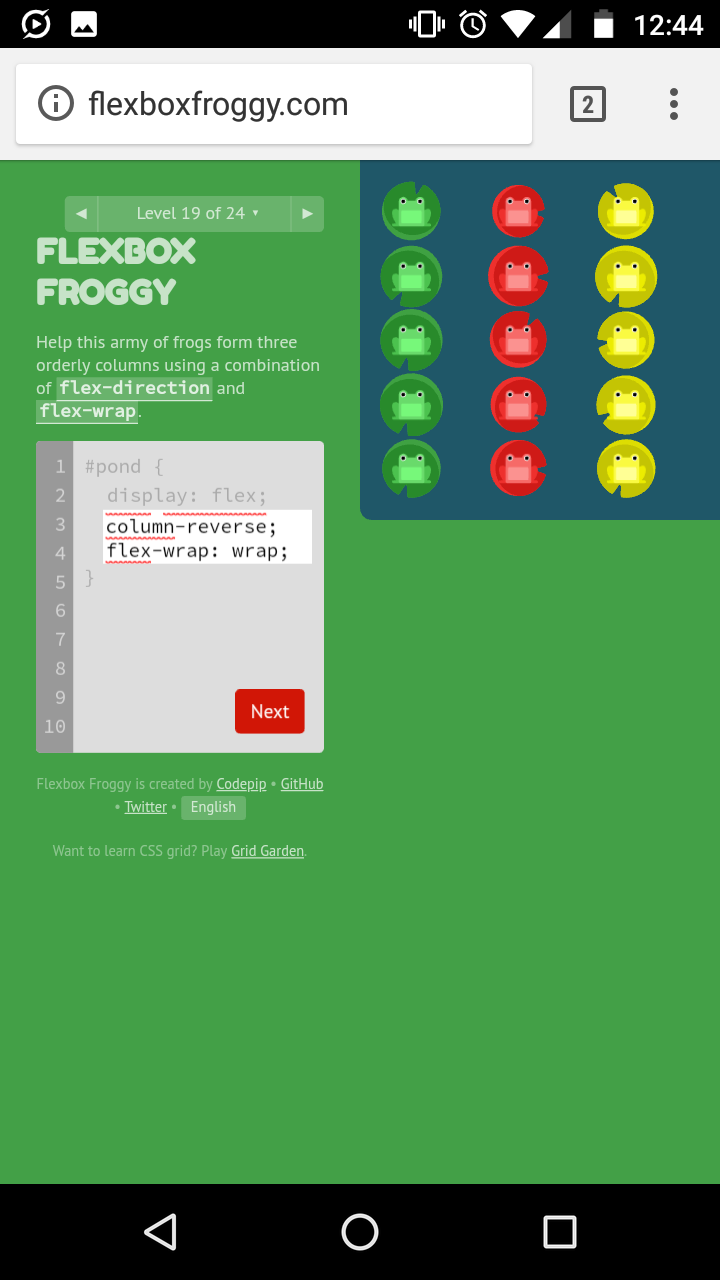 12:44
flexboxfroggy.com
2
◀ Level 19 of 24 ▾ ▶
FLEXBOX
FROGGY
Help this army of frogs form three
orderly columns using a combination
of flex-direction and
flex-wrap.
1 #pond {
2 display: flex;
3 column-reverse;
4 flex-wrap: wrap;
5 }
6
7
8
9
10
Next
Flexbox Froggy is created by Codepip • GitHub
• Twitter • English
Want to learn CSS grid? Play Grid Garden.